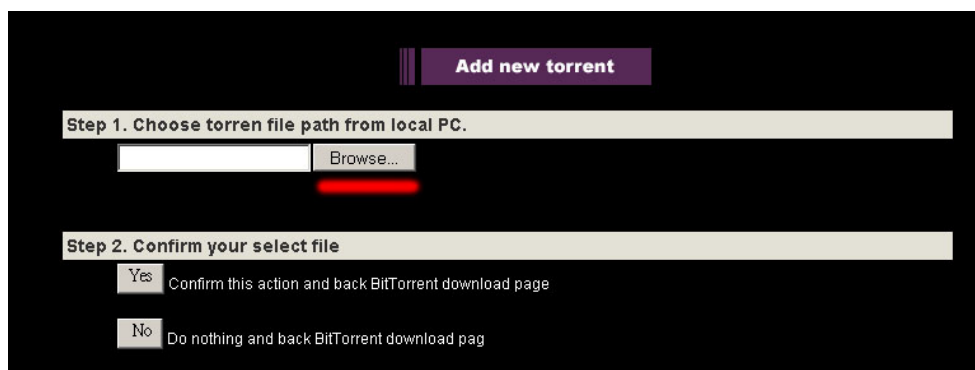 Add new torrent
Step 1. Choose torren file path from local PC.
Browse...
Step 2. Confirm your select file
Yes Confirm this action and back BitTorrent download page
No Do nothing and back BitTorrent download pag